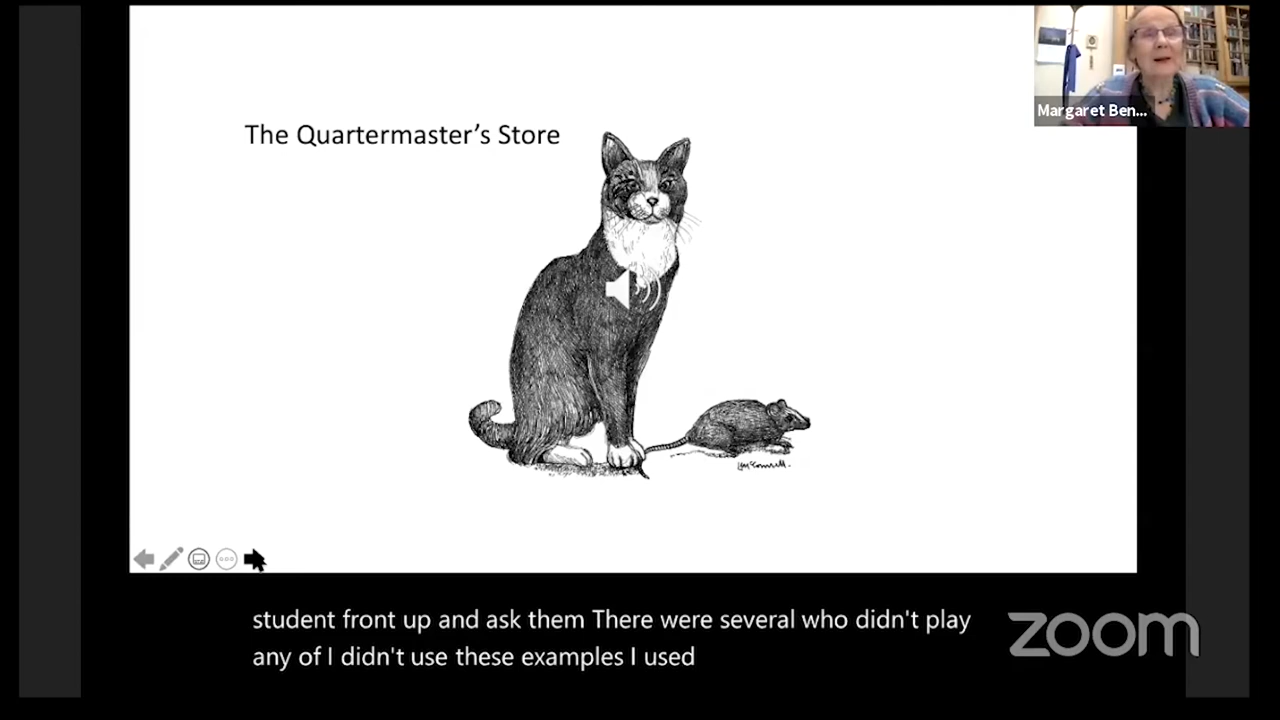 The Quartermaster's Store
Margaret Ben...
student front up and ask them There were several who didn't play
any of I didn't use these examples I used
zoom